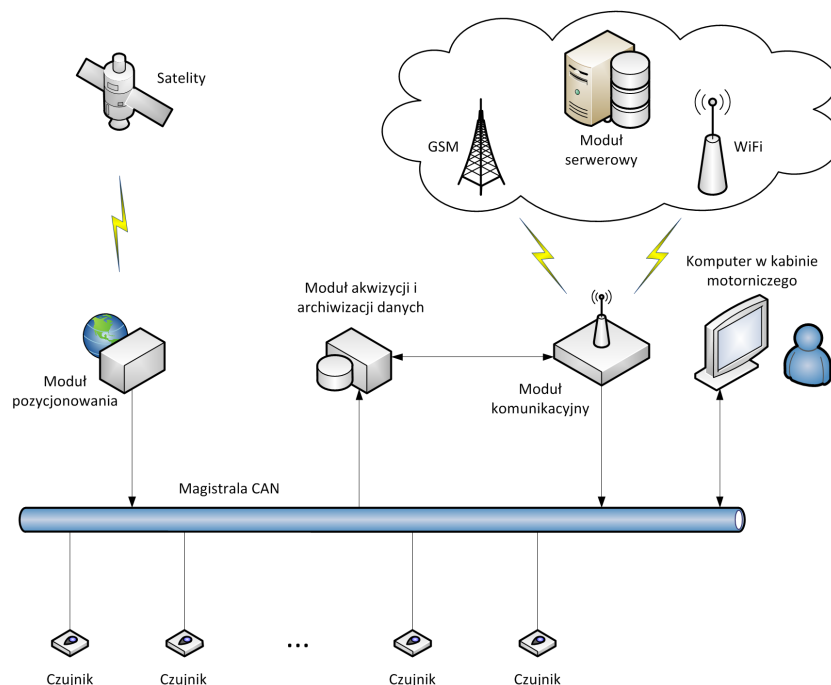 Satelity
GSM
Moduł
serwerowy
WiFi
Moduł akwizycji i
archiwizacji danych
Komputer w kabinie
motorniczego
Moduł
pozycjonowania
Moduł
komunikacyjny
Magistrala CAN
...
Czujnik
Czujnik
Czujnik
Czujnik